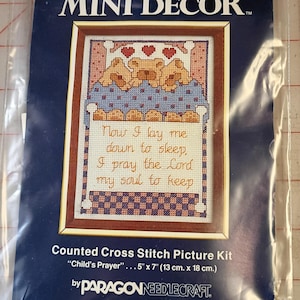 MINI DECOR™
Now I lay me
down to sleep,
I pray the Lord
my soul to keep
Counted Cross Stitch Picture Kit
"Child's Prayer" . . . 5" x 7" (13 cm. x 18 cm.)
by PARAGON NEEDLECRAFT